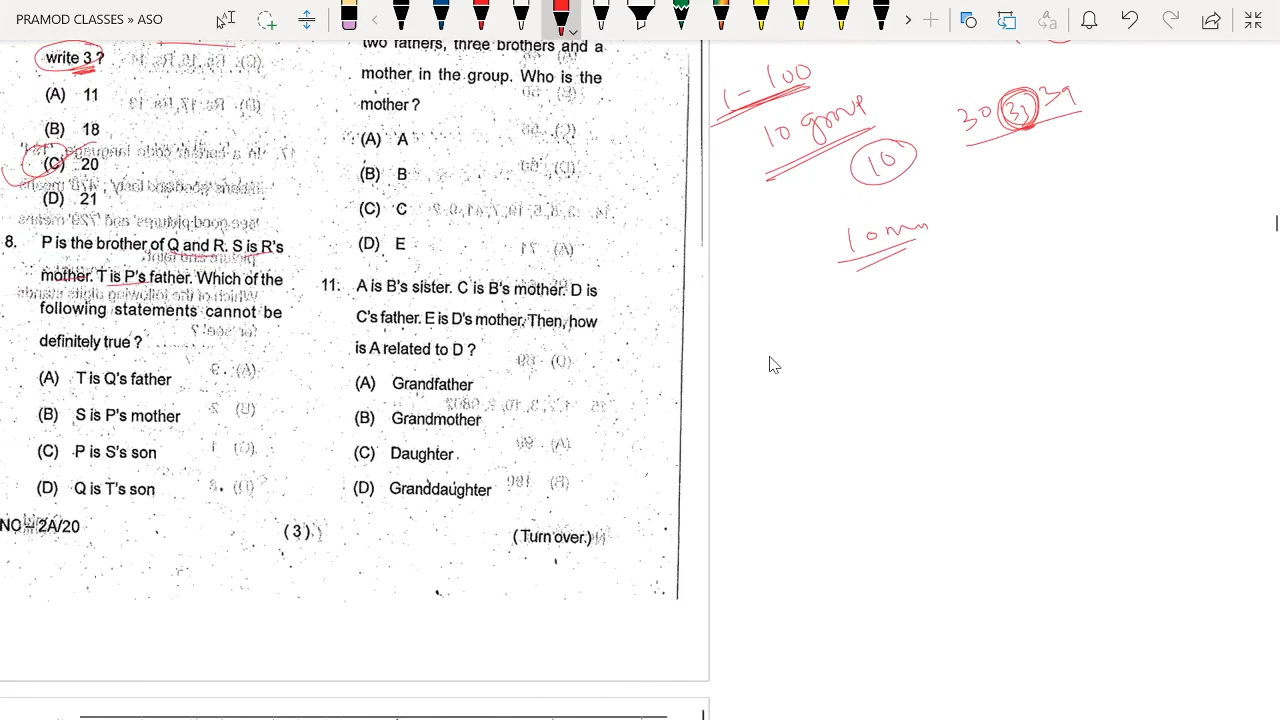 PRAMOD CLASSES » ASO
write 3 ?
(A) 11
(B) 18
(C) 20
(D) 21
8. P is the brother of Q and R. S is R's
mother. T is P's father. Which of the
following statements cannot be
definitely true ?
(A) T is Q's father
(B) S is P's mother
(C) P is S's son
(D) Q is T's son
NC – 2A/20
( 3 )
two fathers, three brothers and a
mother in the group. Who is the
mother ?
(A) A
(B) B
(C) C
(D) E
11. A is B's sister. C is B's mother. D is
C's father. E is D's mother. Then, how
is A related to D ?
(A) Grandfather
(B) Grandmother
(C) Daughter
(D) Granddaughter
(Turn over)
1 - 100
10 group
10
30 33 39